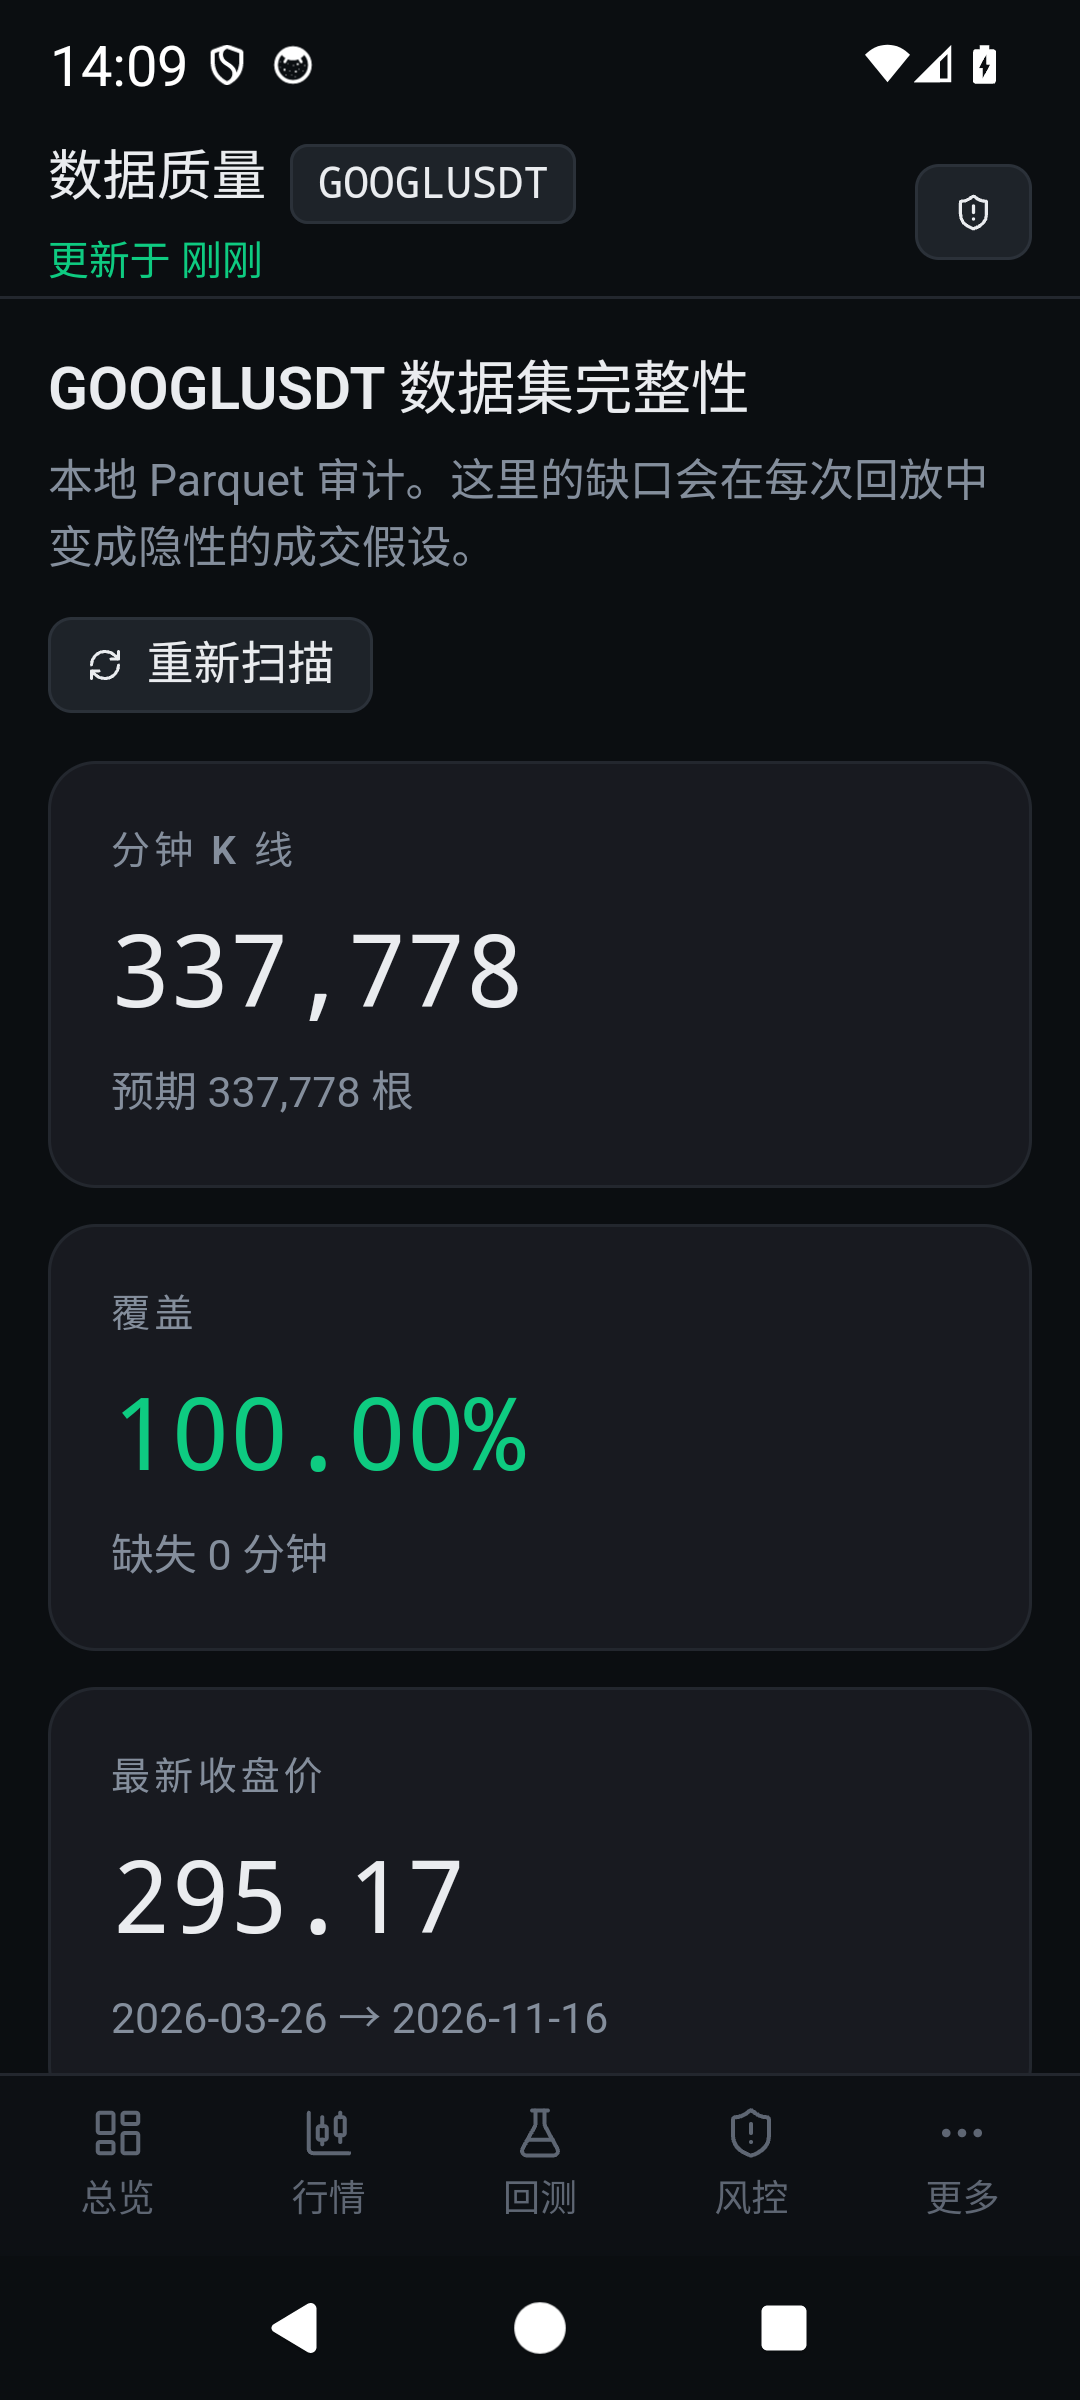 14:09
数据质量 GOOGLUSDT
更新于 刚刚
GOOGLUSDT 数据集完整性
本地 Parquet 审计。这里的缺口会在每次回放中
变成隐性的成交假设。
重新扫描
分钟 K 线
337,778
预期 337,778 根
覆盖
100.00%
缺失 0 分钟
最新收盘价
295.17
2026-03-26 → 2026-11-16
总览 行情 回测 风控 更多